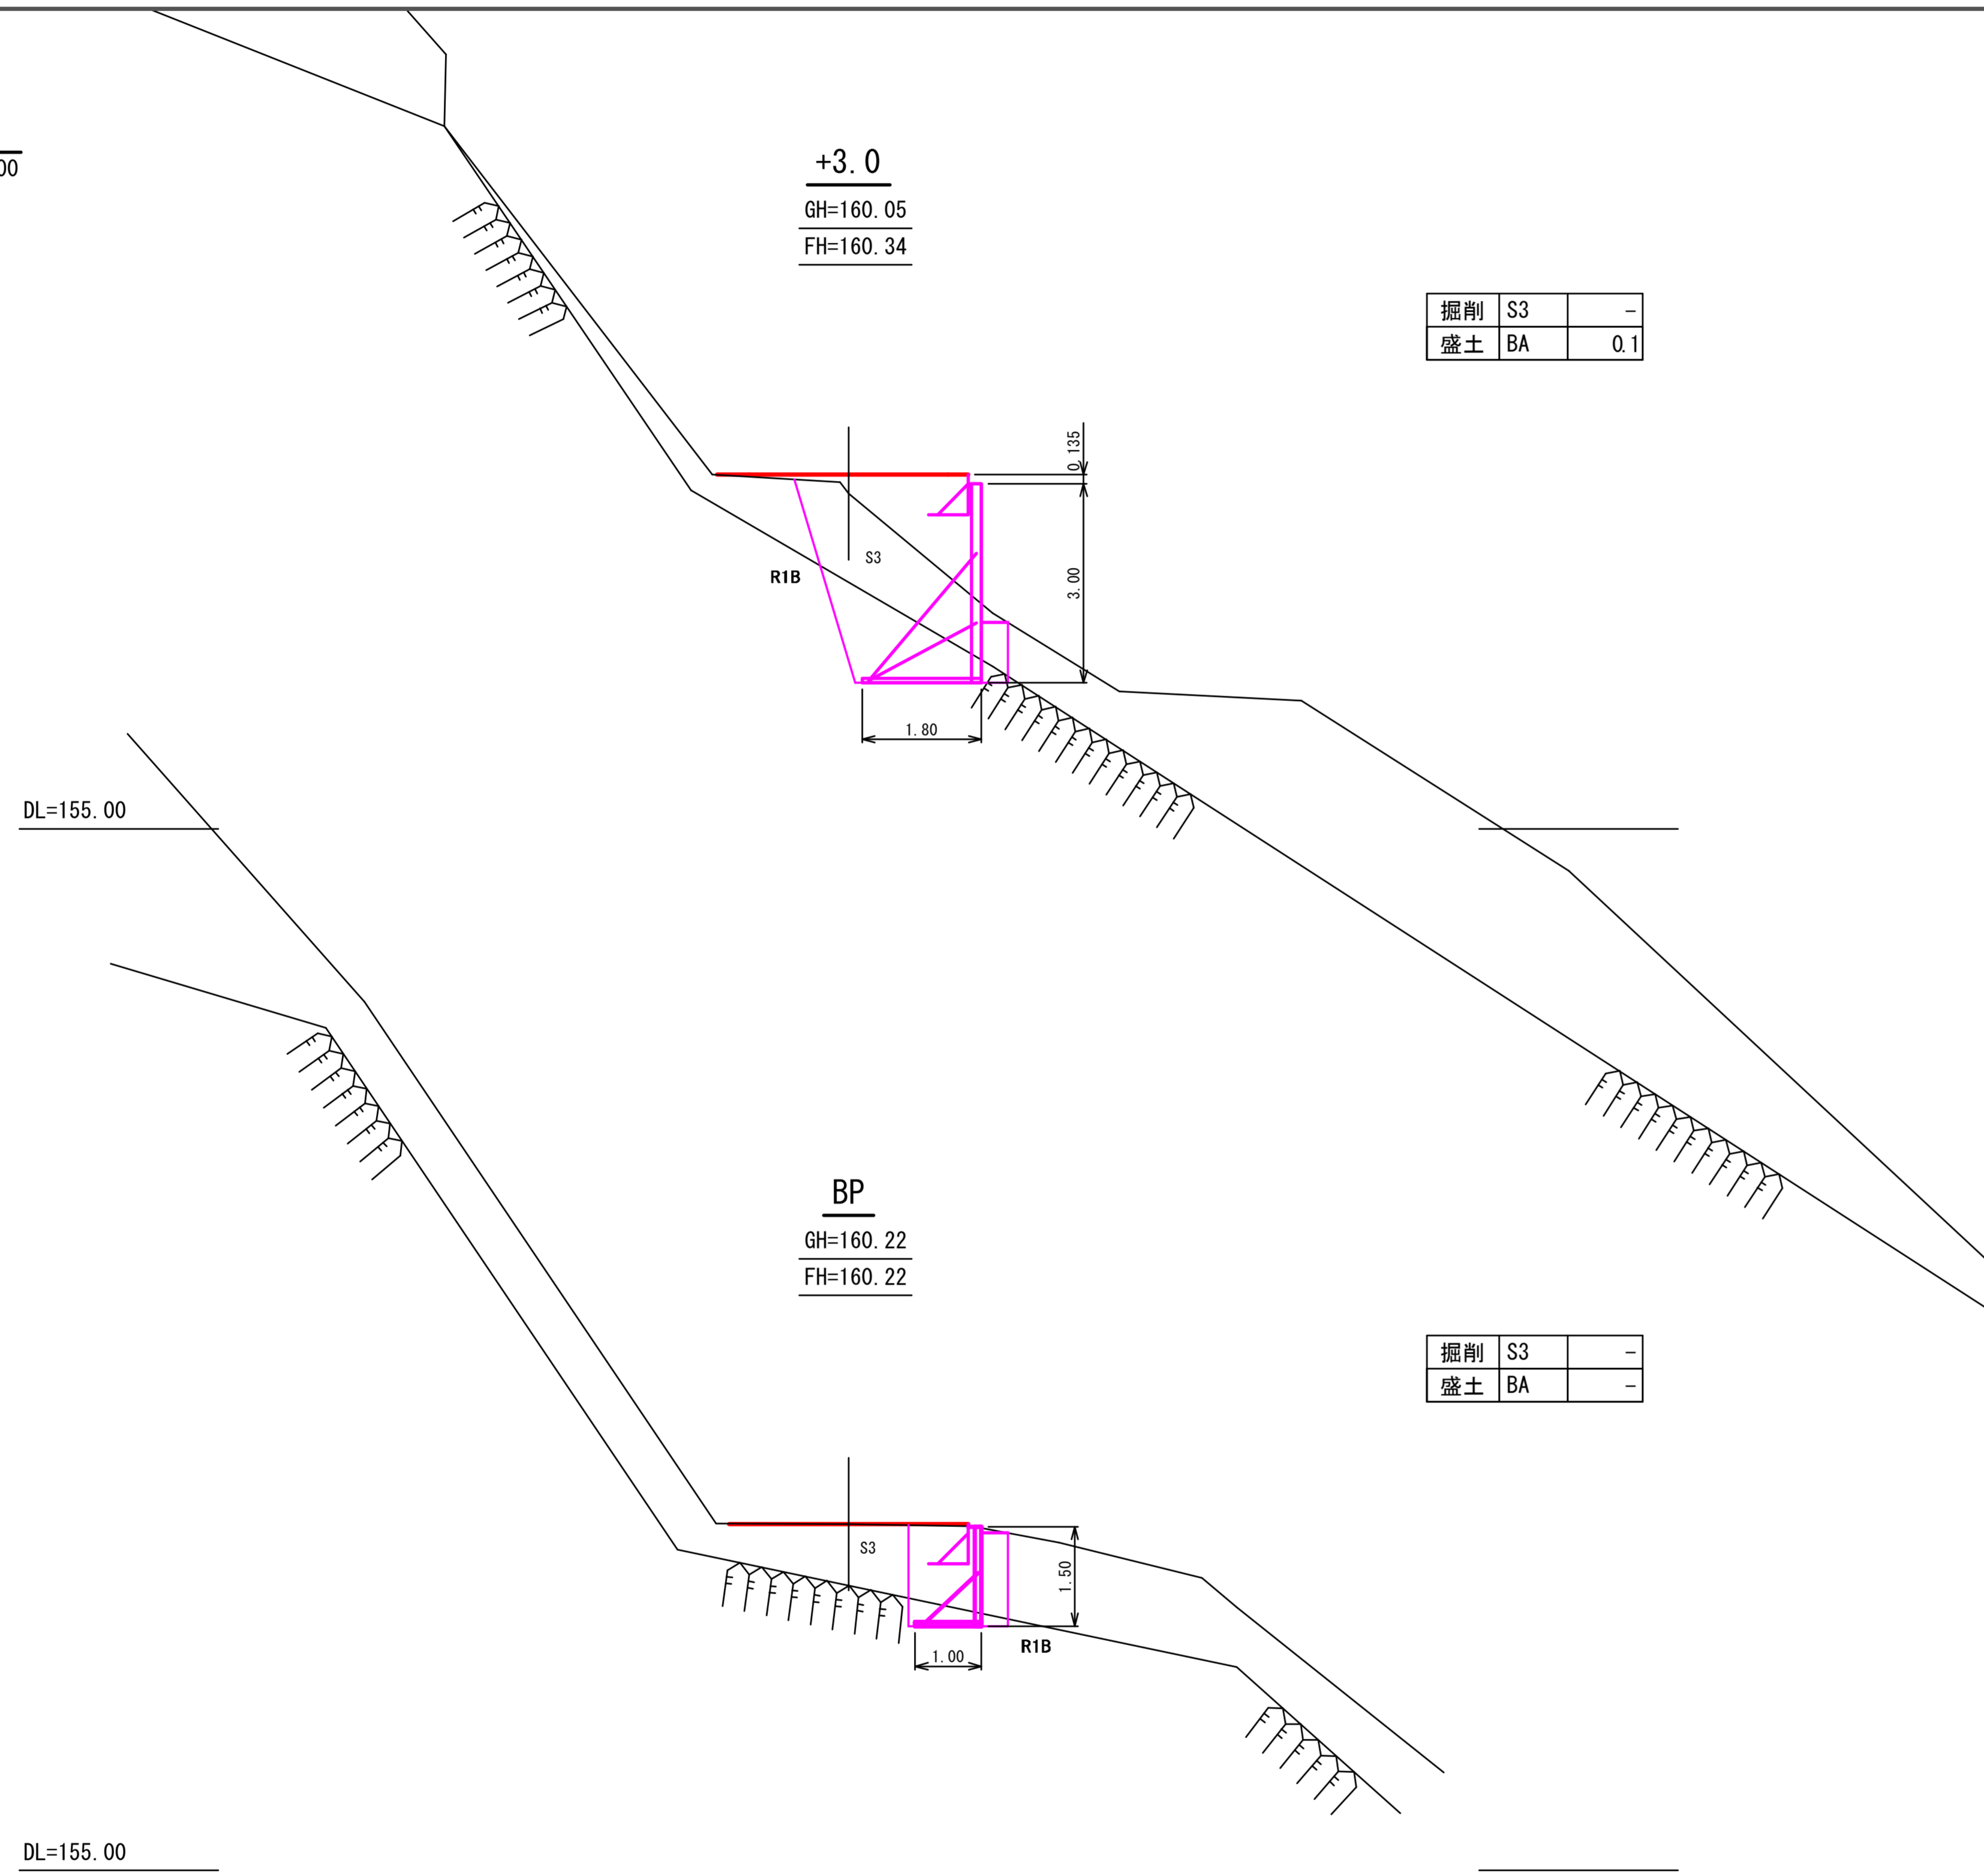 00
+3.0
GH=160.05
FH=160.34
掘削 S3 -
盛土 BA 0.1
0.135
S3
R1B
3.00
1.80
DL=155.00
BP
GH=160.22
FH=160.22
掘削 S3 -
盛土 BA -
S3
1.50
R1B
1.00
DL=155.00